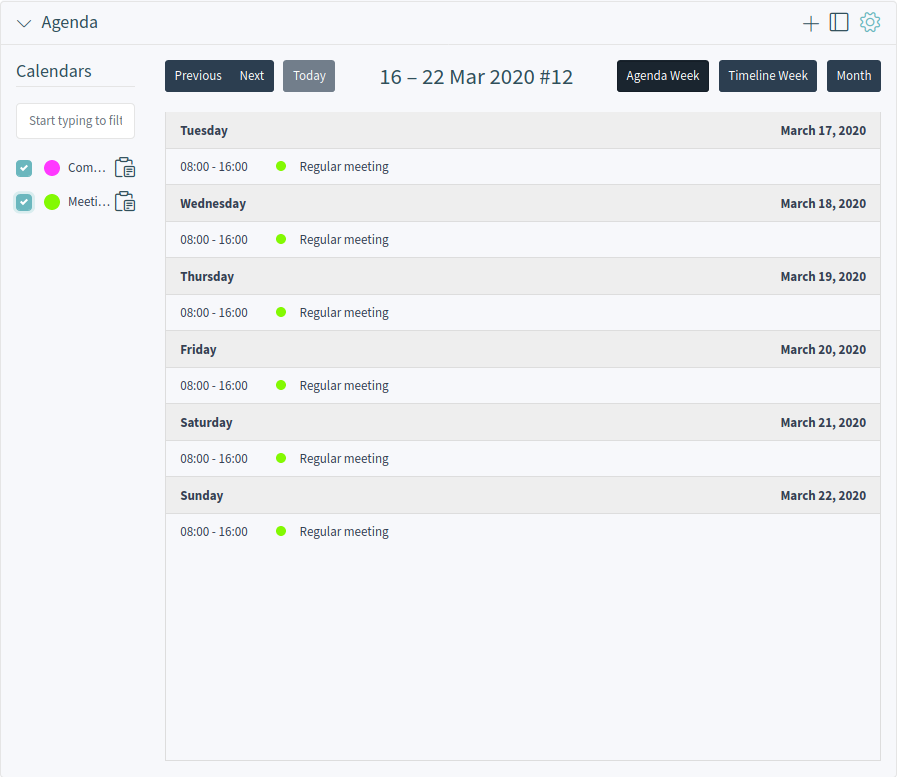 Agenda
Calendars
Previous Next Today 16 – 22 Mar 2020 #12 Agenda Week Timeline Week Month
Start typing to filt
Com...
Meeti...
Tuesday March 17, 2020
08:00 - 16:00 Regular meeting
Wednesday March 18, 2020
08:00 - 16:00 Regular meeting
Thursday March 19, 2020
08:00 - 16:00 Regular meeting
Friday March 20, 2020
08:00 - 16:00 Regular meeting
Saturday March 21, 2020
08:00 - 16:00 Regular meeting
Sunday March 22, 2020
08:00 - 16:00 Regular meeting